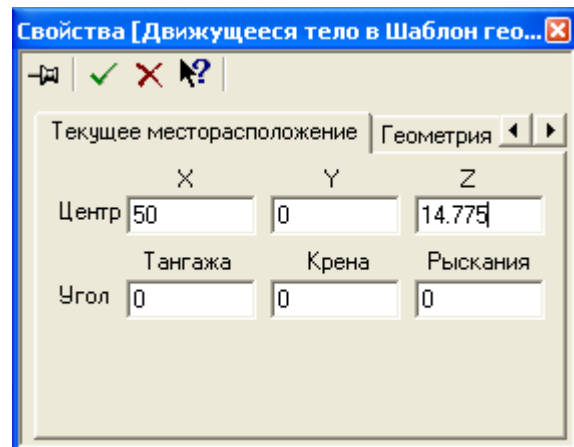 Свойства [Движущееся тело в Шаблон гео...
Текущее месторасположение Геометрия
X Y Z
Центр 50 0 14.775
Тангажа Крена Рыскания
Угол 0 0 0